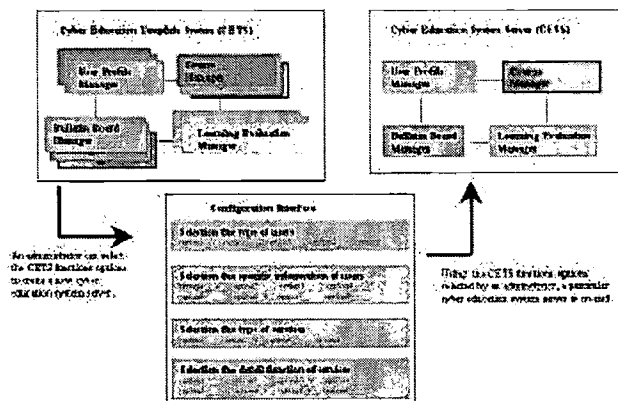 Cyber Education Template System (CETS)
User Profile
Manager
Course
Manager
Bulletin Board
Manager
Learning Evaluation
Manager
Cyber Education System Server (CETS)
User Profile
Manager
Course
Manager
Bulletin Board
Manager
Learning Evaluation
Manager
Configuration Interface
Selection the type of users
Selection the specific information of users
Selection the type of services
Selection the detail function of services
An administrator can select
the CETS functions options
to create a new cyber
education system server.
Using the CETS functions options
selected by an administrator, a particular
cyber education system server is created.